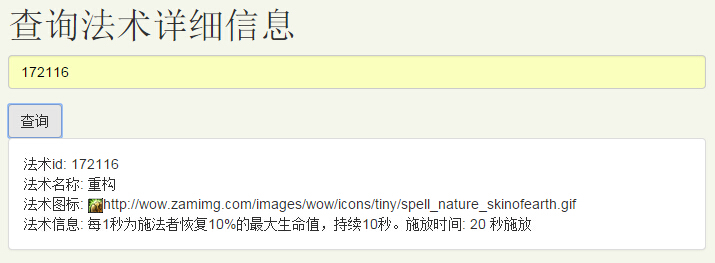 查询法术详细信息
172116
查询
法术id: 172116
法术名称: 重构
法术图标: http://wow.zamimg.com/images/wow/icons/tiny/spell_nature_skinofearth.gif
法术信息: 每1秒为施法者恢复10%的最大生命值，持续10秒。施放时间: 20 秒施放